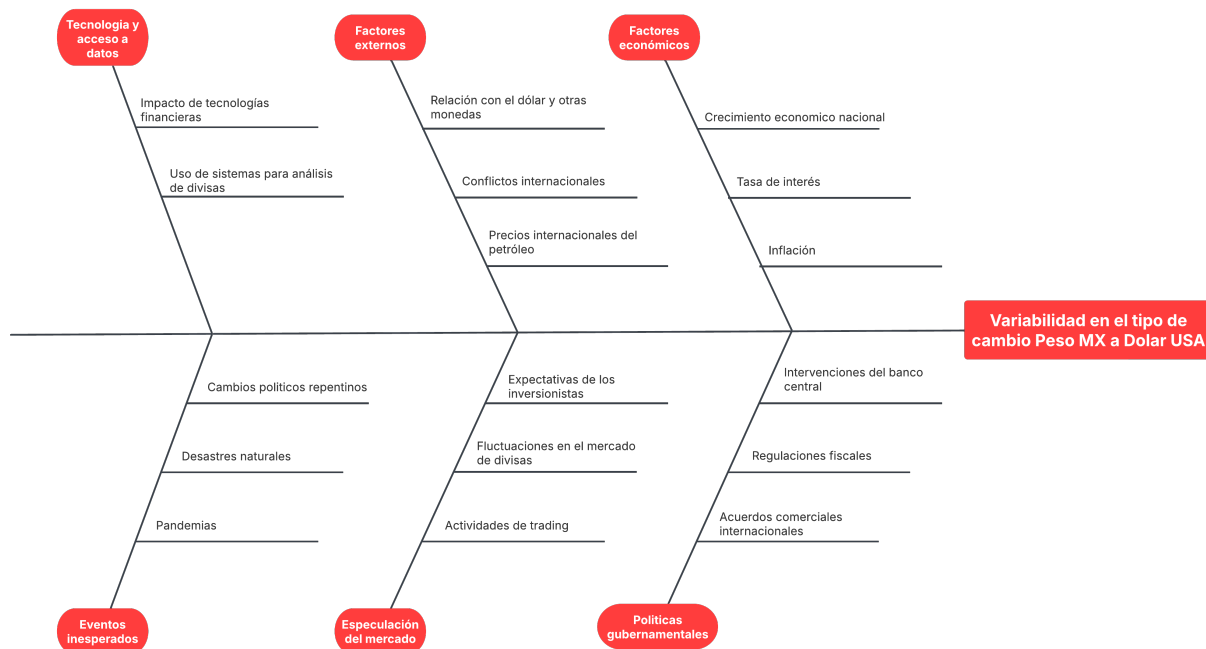 Tecnologia y
acceso a
datos
Factores
externos
Factores
económicos
Impacto de tecnologías
financieras
Relación con el dólar y otras
monedas
Crecimiento economico nacional
Uso de sistemas para análisis
de divisas
Conflictos internacionales
Tasa de interés
Precios internacionales del
petróleo
Inflación
Variabilidad en el tipo de
cambio Peso MX a Dolar USA
Cambios politicos repentinos
Expectativas de los
inversionistas
Intervenciones del banco
central
Desastres naturales
Fluctuaciones en el mercado
de divisas
Regulaciones fiscales
Pandemias
Actividades de trading
Acuerdos comerciales
internacionales
Eventos
inesperados
Especulación
del mercado
Politicas
gubernamentales